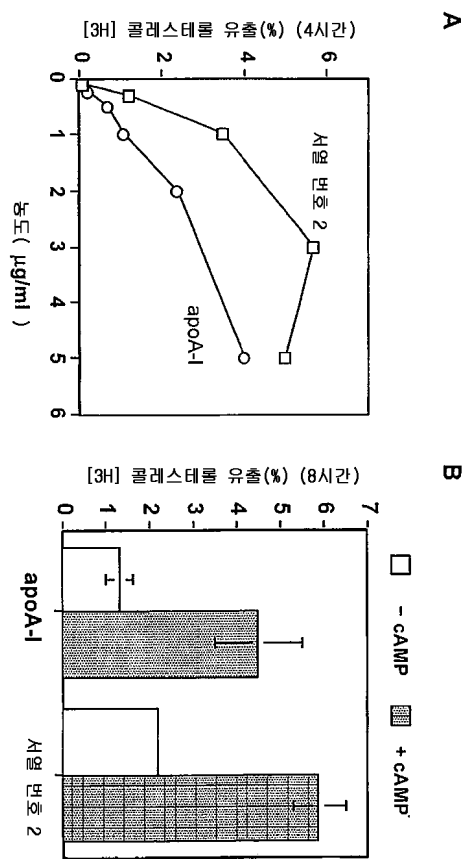 A
[3H] 콜레스테롤 유출(%) (4시간)
0 2 4 6
서열 번호 2
apoA-I
0 1 2 3 4 5 6
농도( μg/ml )
B
- cAMP
+ cAMP
[3H] 콜레스테롤 유출(%) (8시간)
0 1 2 3 4 5 6 7
apoA-I
서열 번호 2